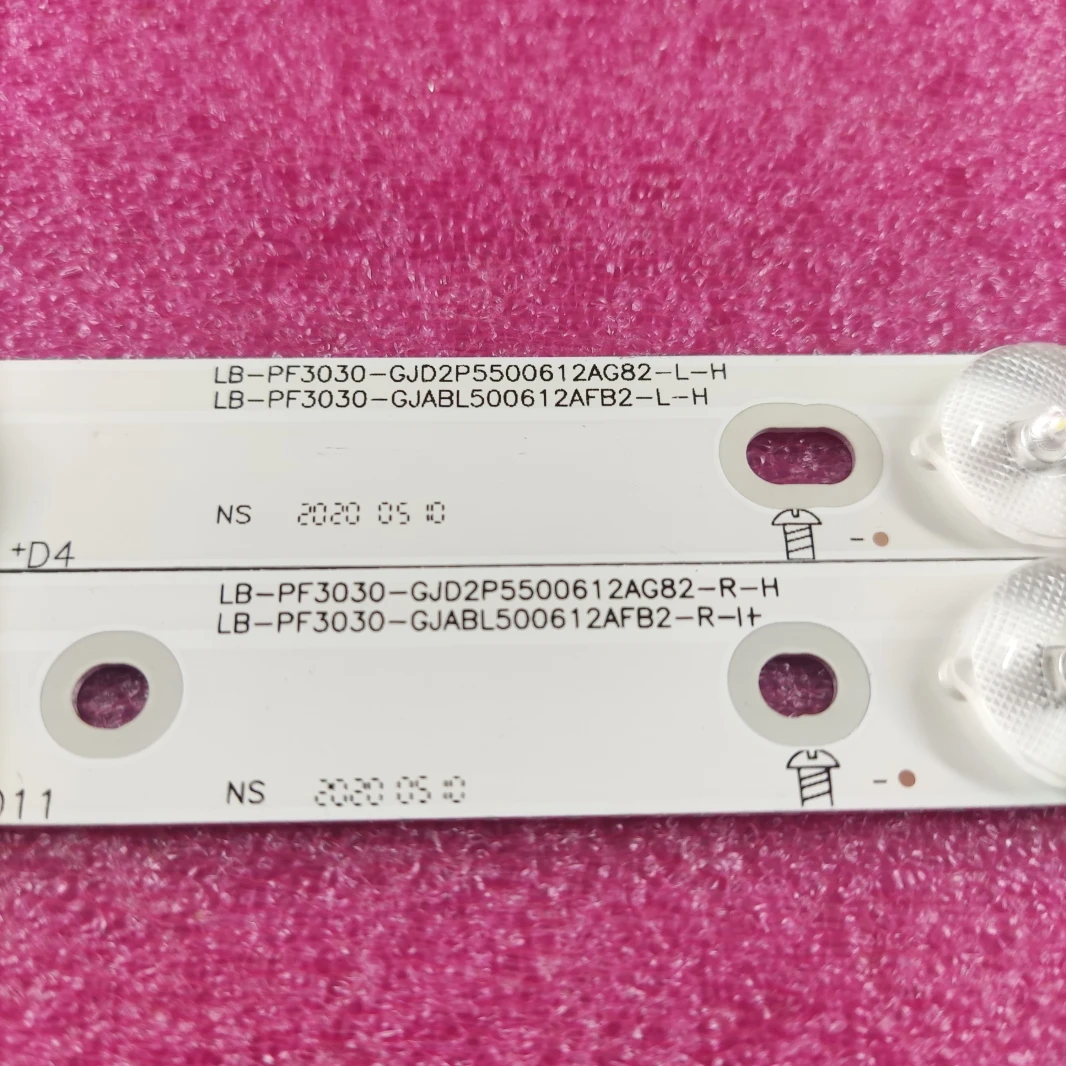 LB-PF3030-GJD2P5500612AG82-L-H
LB-PF3030-GJABL500612AFB2-L-H
NS 2020 05 10
+D4
LB-PF3030-GJD2P5500612AG82-R-H
LB-PF3030-GJABL500612AFB2-R-I+
NS 2020 05 10
D11